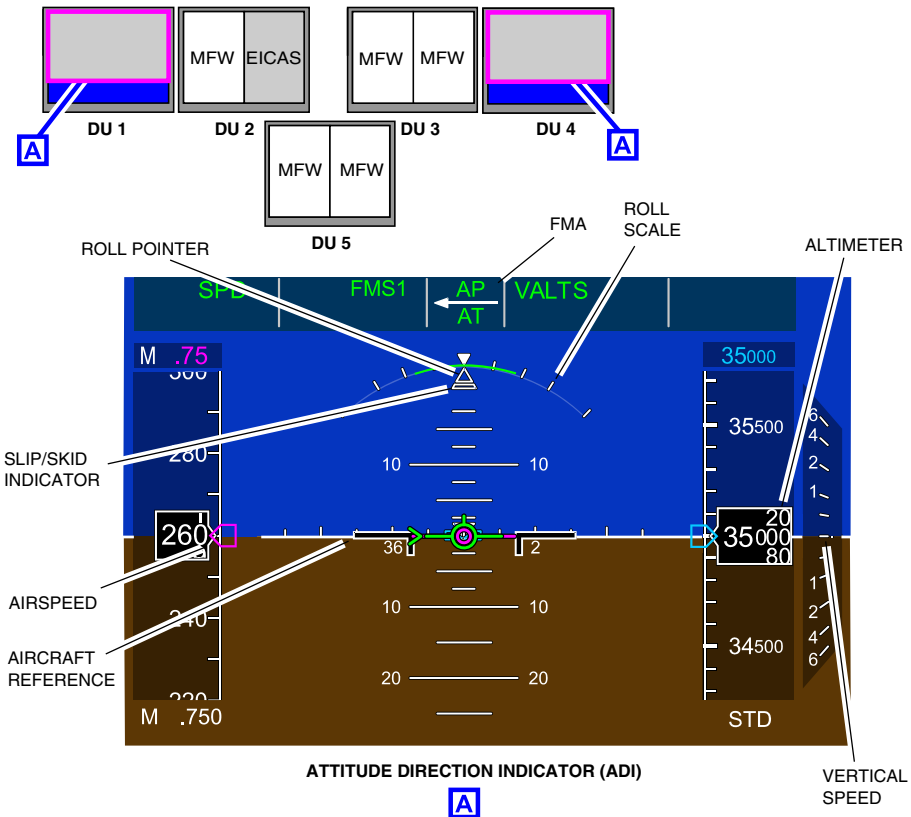 MFW EICAS
MFW MFW
DU 1
DU 2
DU 3
DU 4
A
A
MFW MFW
DU 5
ROLL POINTER
FMA
ROLL
SCALE
ALTIMETER
SPD
FMS1
AP
AT
VALTS
M .75
35000
300
280
260
240
220
M .750
SLIP/SKID
INDICATOR
AIRSPEED
AIRCRAFT
REFERENCE
10 10
36 2
10 10
20 20
35500
20
35000
80
34500
STD
6
4
2
1
1
2
4
6
VERTICAL
SPEED
ATTITUDE DIRECTION INDICATOR (ADI)
A